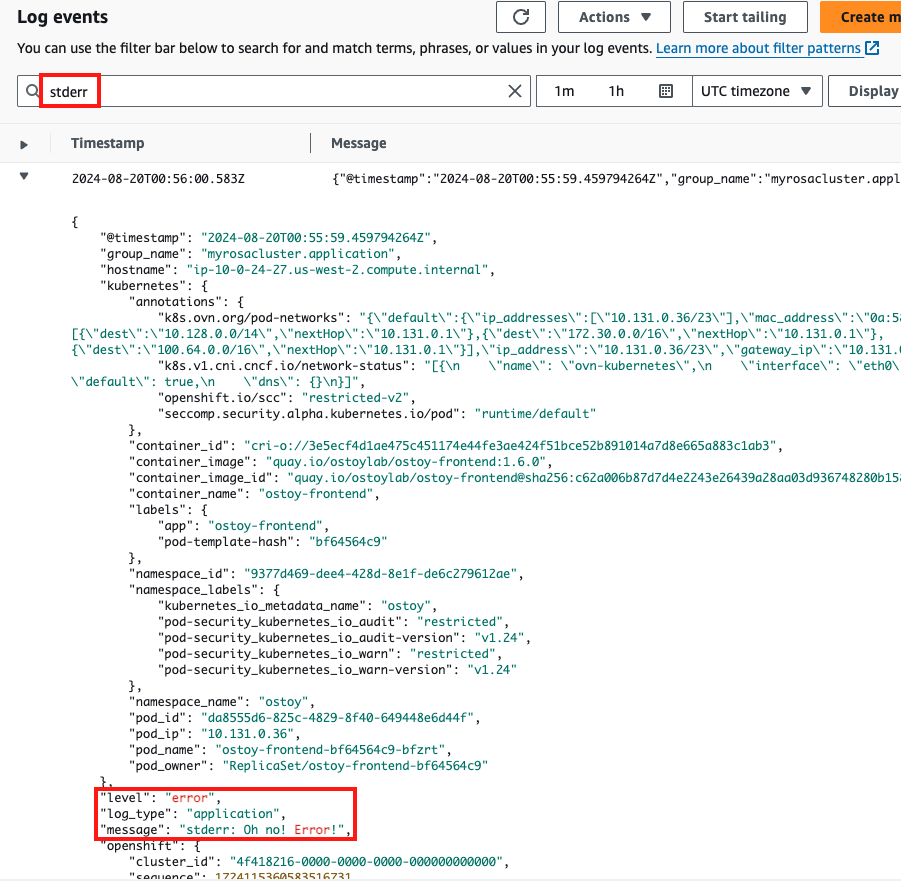 Log events
Actions
Start tailing
Create m
You can use the filter bar below to search for and match terms, phrases, or values in your log events. Learn more about filter patterns
stderr
1m
1h
UTC timezone
Display
Timestamp
Message
2024-08-20T00:56:00.583Z
{"@timestamp":"2024-08-20T00:55:59.459794264Z","group_name":"myrosacluster.appl
{
"@timestamp": "2024-08-20T00:55:59.459794264Z",
"group_name": "myrosacluster.application",
"hostname": "ip-10-0-24-27.us-west-2.compute.internal",
"kubernetes": {
"annotations": {
"k8s.ovn.org/pod-networks": "{\"default\":{\"ip_addresses\":[\"10.131.0.36/23\"],\"mac_address\":\"0a:58
[{\"dest\":\"10.128.0.0/14\",\"nextHop\":\"10.131.0.1\"},{\"dest\":\"172.30.0.0/16\",\"nextHop\":\"10.131.0.1\"},
{\"dest\":\"100.64.0.0/16\",\"nextHop\":\"10.131.0.1\"}],\"ip_address\":\"10.131.0.36/23\",\"gateway_ip\":\"10.131.0
"k8s.v1.cni.cncf.io/network-status": "[{\n    \"name\": \"ovn-kubernetes\",\n    \"interface\": \"eth0\
\"default\": true,\n    \"dns\": {}\n}]",
"openshift.io/scc": "restricted-v2",
"seccomp.security.alpha.kubernetes.io/pod": "runtime/default"
},
"container_id": "cri-o://3e5ecf4d1ae475c451174e44fe3ae424f51bce52b891014a7d8e665a883c1ab3",
"container_image": "quay.io/ostoylab/ostoy-frontend:1.6.0",
"container_image_id": "quay.io/ostoylab/ostoy-frontend@sha256:c62a006b87d7d4e2243e26439a28aa03d936748280b158
"container_name": "ostoy-frontend",
"labels": {
"app": "ostoy-frontend",
"pod-template-hash": "bf64564c9"
},
"namespace_id": "9377d469-dee4-428d-8e1f-de6c279612ae",
"namespace_labels": {
"kubernetes_io_metadata_name": "ostoy",
"pod-security_kubernetes_io_audit": "restricted",
"pod-security_kubernetes_io_audit-version": "v1.24",
"pod-security_kubernetes_io_warn": "restricted",
"pod-security_kubernetes_io_warn-version": "v1.24"
},
"namespace_name": "ostoy",
"pod_id": "da8555d6-825c-4829-8f40-649448e6d44f",
"pod_ip": "10.131.0.36",
"pod_name": "ostoy-frontend-bf64564c9-bfzrt",
"pod_owner": "ReplicaSet/ostoy-frontend-bf64564c9"
},
"level": "error",
"log_type": "application",
"message": "stderr: Oh no! Error!",
"openshift": {
"cluster_id": "4f418216-0000-0000-0000-000000000000",
"sequence": 1724115360583516731